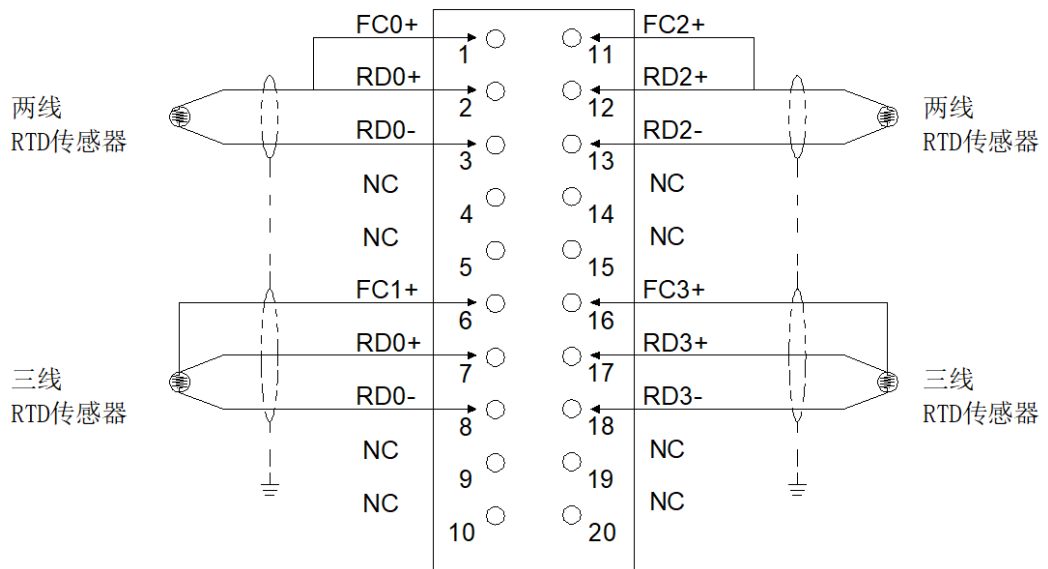 FC0+
1
RD0+
2
RD0-
3
NC
4
NC
5
FC1+
6
RD0+
7
RD0-
8
NC
9
NC
10
两线
RTD传感器
三线
RTD传感器
FC2+
11
RD2+
12
RD2-
13
NC
14
NC
15
FC3+
16
RD3+
17
RD3-
18
NC
19
NC
20
两线
RTD传感器
三线
RTD传感器